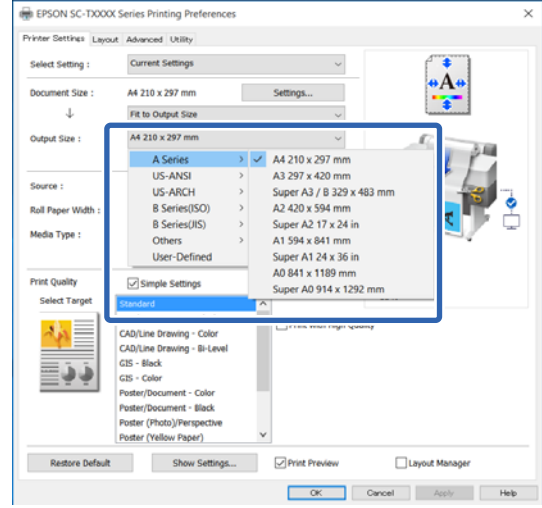 EPSON SC-TXXXX Series Printing Preferences
Printer Settings Layout Advanced Utility
Select Setting : Current Settings
Document Size : A4 210 x 297 mm Settings...
Fit to Output Size
Output Size : A4 210 x 297 mm
A Series
US-ANSI
US-ARCH
B Series(ISO)
B Series(JIS)
Others
User-Defined
A4 210 x 297 mm
A3 297 x 420 mm
Super A3 / B 329 x 483 mm
A2 420 x 594 mm
Super A2 17 x 24 in
A1 594 x 841 mm
Super A1 24 x 36 in
A0 841 x 1189 mm
Super A0 914 x 1292 mm
Source :
Roll Paper Width :
Media Type :
Print Quality Simple Settings
Select Target Standard
Print with High Quality
CAD/Line Drawing - Color
CAD/Line Drawing - Bi-Level
GIS - Black
GIS - Color
Poster/Document - Color
Poster/Document - Black
Poster (Photo)/Perspective
Poster (Yellow Paper)
Restore Default Show Settings... Print Preview Layout Manager
OK Cancel Apply Help